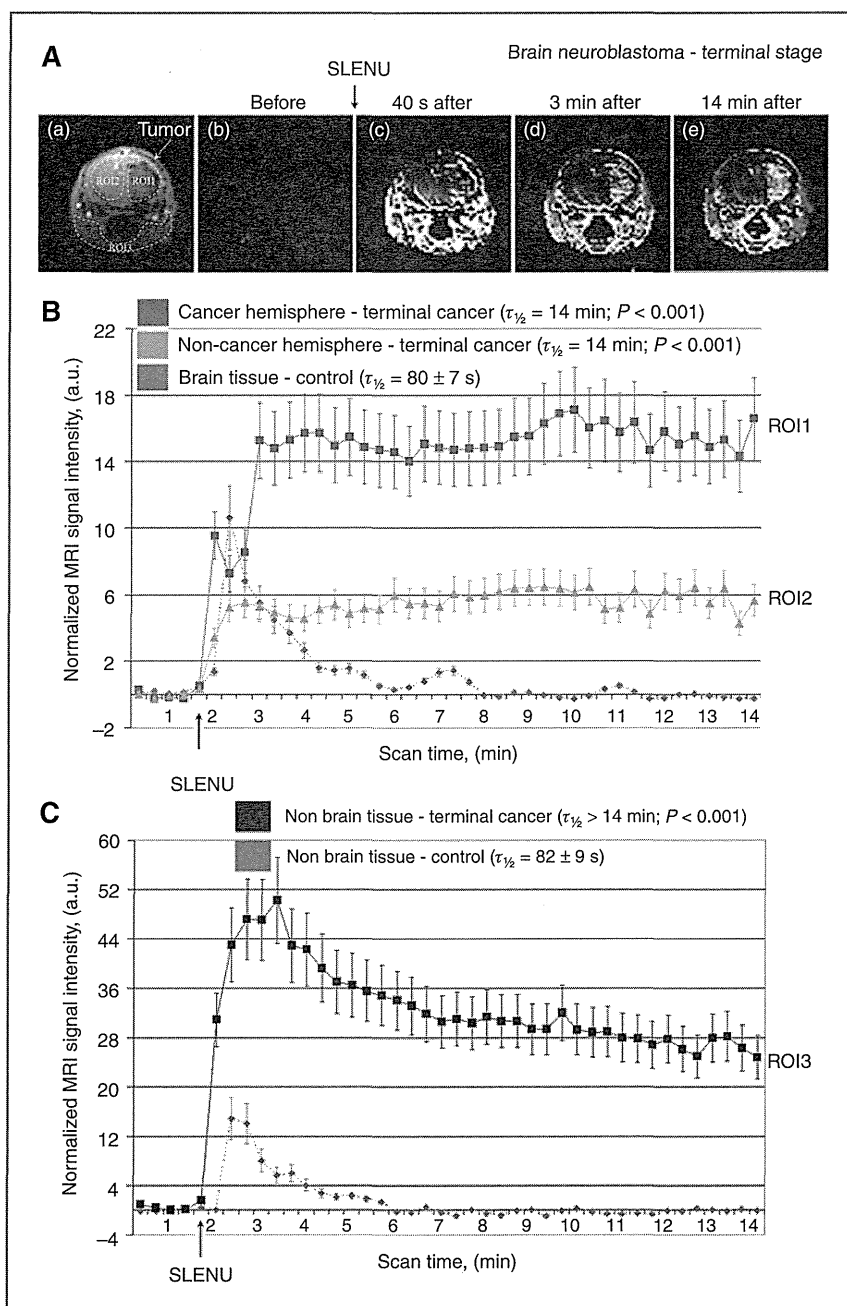 A
Brain neuroblastoma - terminal stage
SLENU
Before
40 s after
3 min after
14 min after
(a)
Tumor
(b)
(c)
(d)
(e)
ROI2
ROI1
ROI3
B
Cancer hemisphere - terminal cancer (τ½ = 14 min; P < 0.001)
Non-cancer hemisphere - terminal cancer (τ½ = 14 min; P < 0.001)
Brain tissue - control (τ½ = 80 ± 7 s)
Normalized MRI signal intensity, (a.u.)
22
18
14
10
6
2
−2
ROI1
ROI2
1 2 3 4 5 6 7 8 9 10 11 12 13 14
Scan time, (min)
SLENU
C
Non brain tissue - terminal cancer (τ½ > 14 min; P < 0.001)
Non brain tissue - control (τ½ = 82 ± 9 s)
Normalized MRI signal intensity, (a.u.)
60
52
44
36
28
20
12
4
−4
ROI3
1 2 3 4 5 6 7 8 9 10 11 12 13 14
Scan time, (min)
SLENU